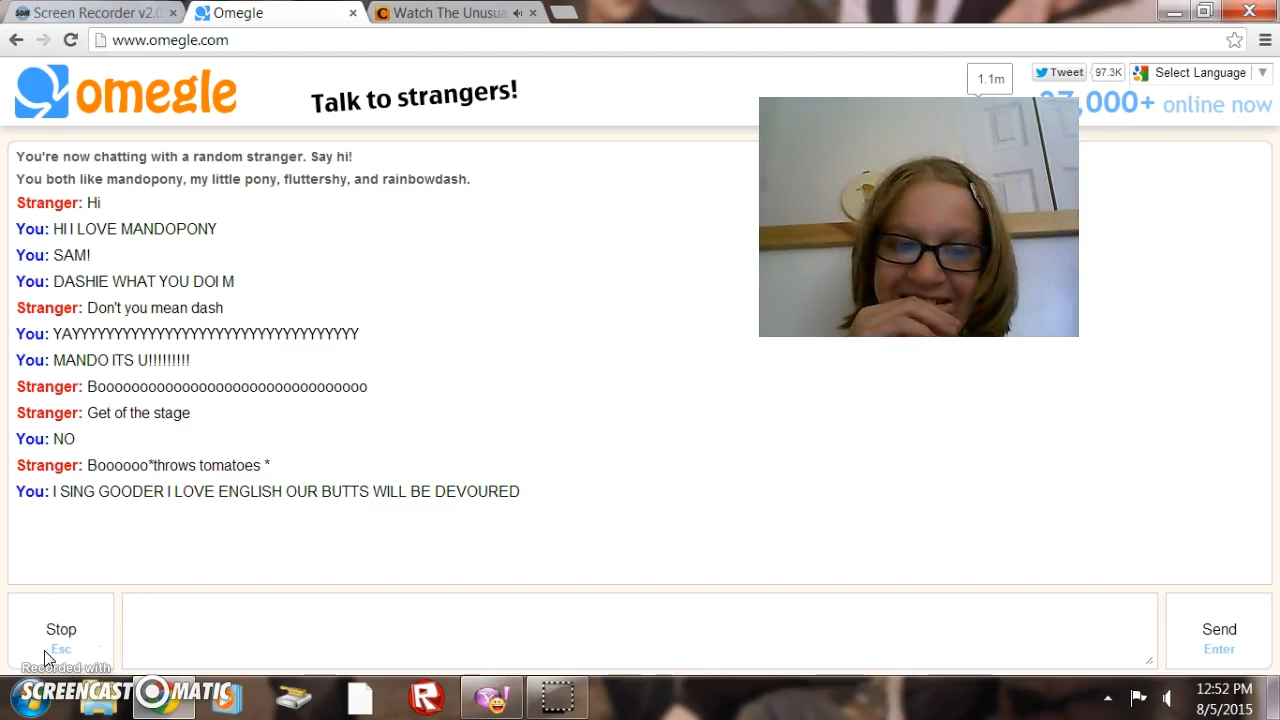 Screen Recorder v2.0
Omegle
Watch The Unusua
www.omegle.com
omegle
Talk to strangers!
1.1m
Tweet
97.3K
Select Language
,000+ online now
You're now chatting with a random stranger. Say hi!
You both like mandopony, my little pony, fluttershy, and rainbowdash.
Stranger: Hi
You: HI I LOVE MANDOPONY
You: SAM!
You: DASHIE WHAT YOU DOI M
Stranger: Don't you mean dash
You: YAYYYYYYYYYYYYYYYYYYYYYYYYYYYYYYYYYY
You: MANDO ITS U!!!!!!!!!
Stranger: Booooooooooooooooooooooooooooooooo
Stranger: Get of the stage
You: NO
Stranger: Boooooo*throws tomatoes *
You: I SING GOODER I LOVE ENGLISH OUR BUTTS WILL BE DEVOURED
Stop
Esc
Send
Enter
Recorded with
SCREENCAST MATIC
12:52 PM
8/5/2015